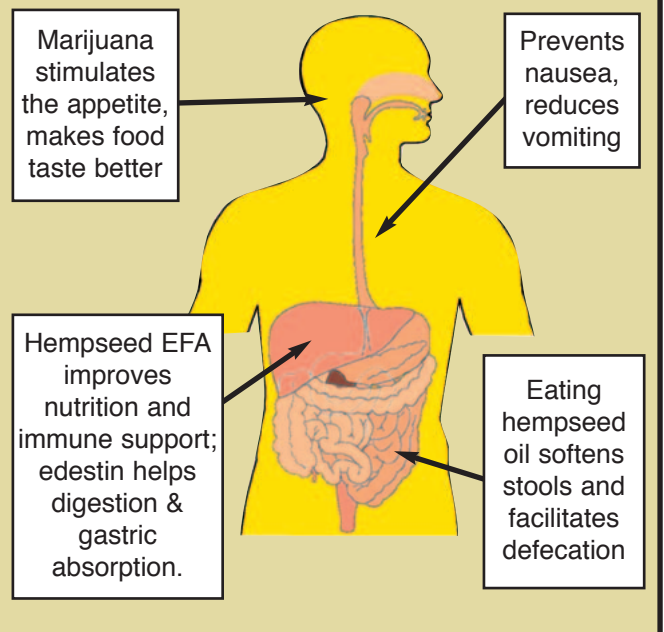 Marijuana
stimulates
the appetite,
makes food
taste better
Prevents
nausea,
reduces
vomiting
Hempseed EFA
improves
nutrition and
immune support;
edestin helps
digestion &
gastric
absorption.
Eating
hempseed
oil softens
stools and
facilitates
defecation